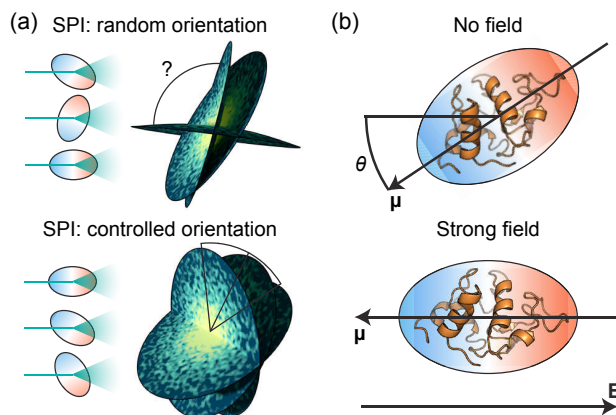 (a) SPI: random orientation
?
SPI: controlled orientation
(b) No field
θ
μ
Strong field
μ
E